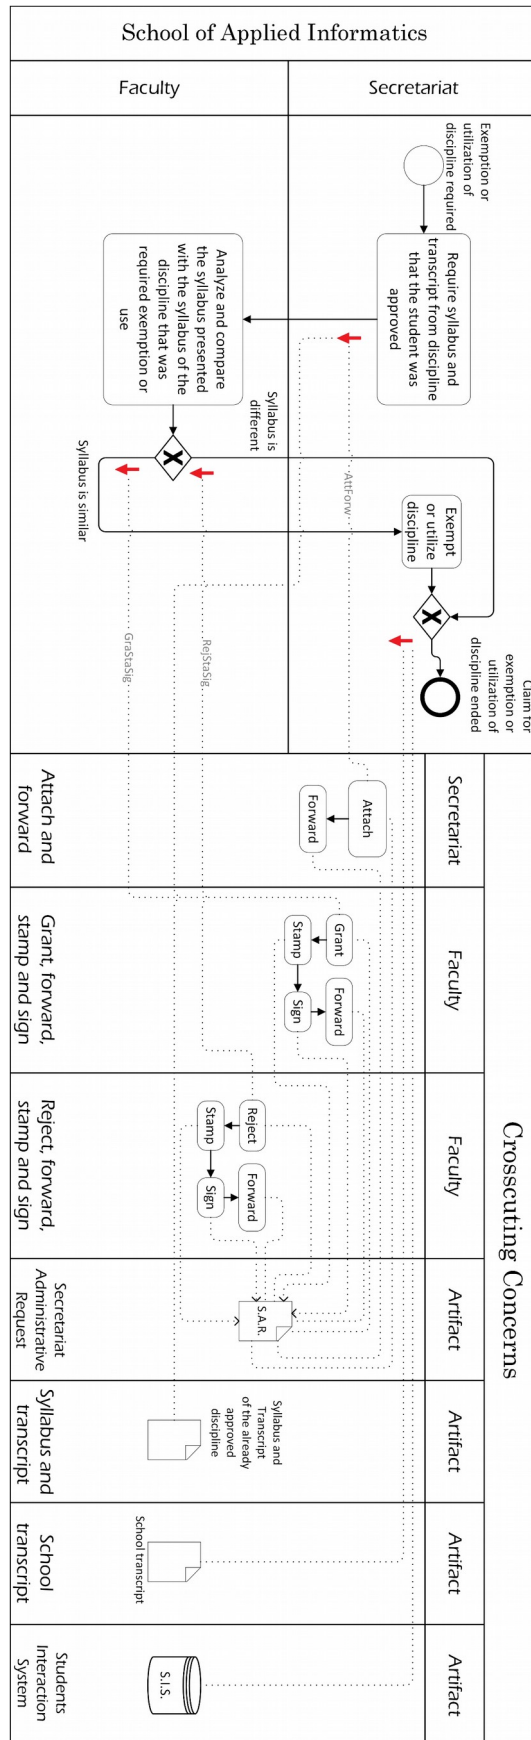 School of Applied Informatics
Secretariat
Faculty
Exemption or
utilization of
discipline required
Require syllabus and
transcript from discipline
that the student was
approved
Exempt
or utilize
discipline
X
Claim for
exemption or
utilization of
discipline ended
Analyze and compare
the syllabus presented
with the syllabus of the
discipline that was
required exemption or
use
X
Syllabus is
different
Syllabus is similar
AttForw
RejStaSig
GraStaSig
Crosscuting Concerns
Secretariat
Attach
Forward
Attach and
forward
Faculty
Grant
Forward
Stamp
Sign
Grant, forward,
stamp and sign
Faculty
Reject
Forward
Stamp
Sign
Reject, forward,
stamp and sign
Artifact
S.A.R.
Secretariat
Administrative
Request
Artifact
Syllabus and
Transcript
of the already
approved
discipline
Syllabus and
transcript
Artifact
School transcript
School
transcript
Artifact
S.I.S.
Students
Interaction
System